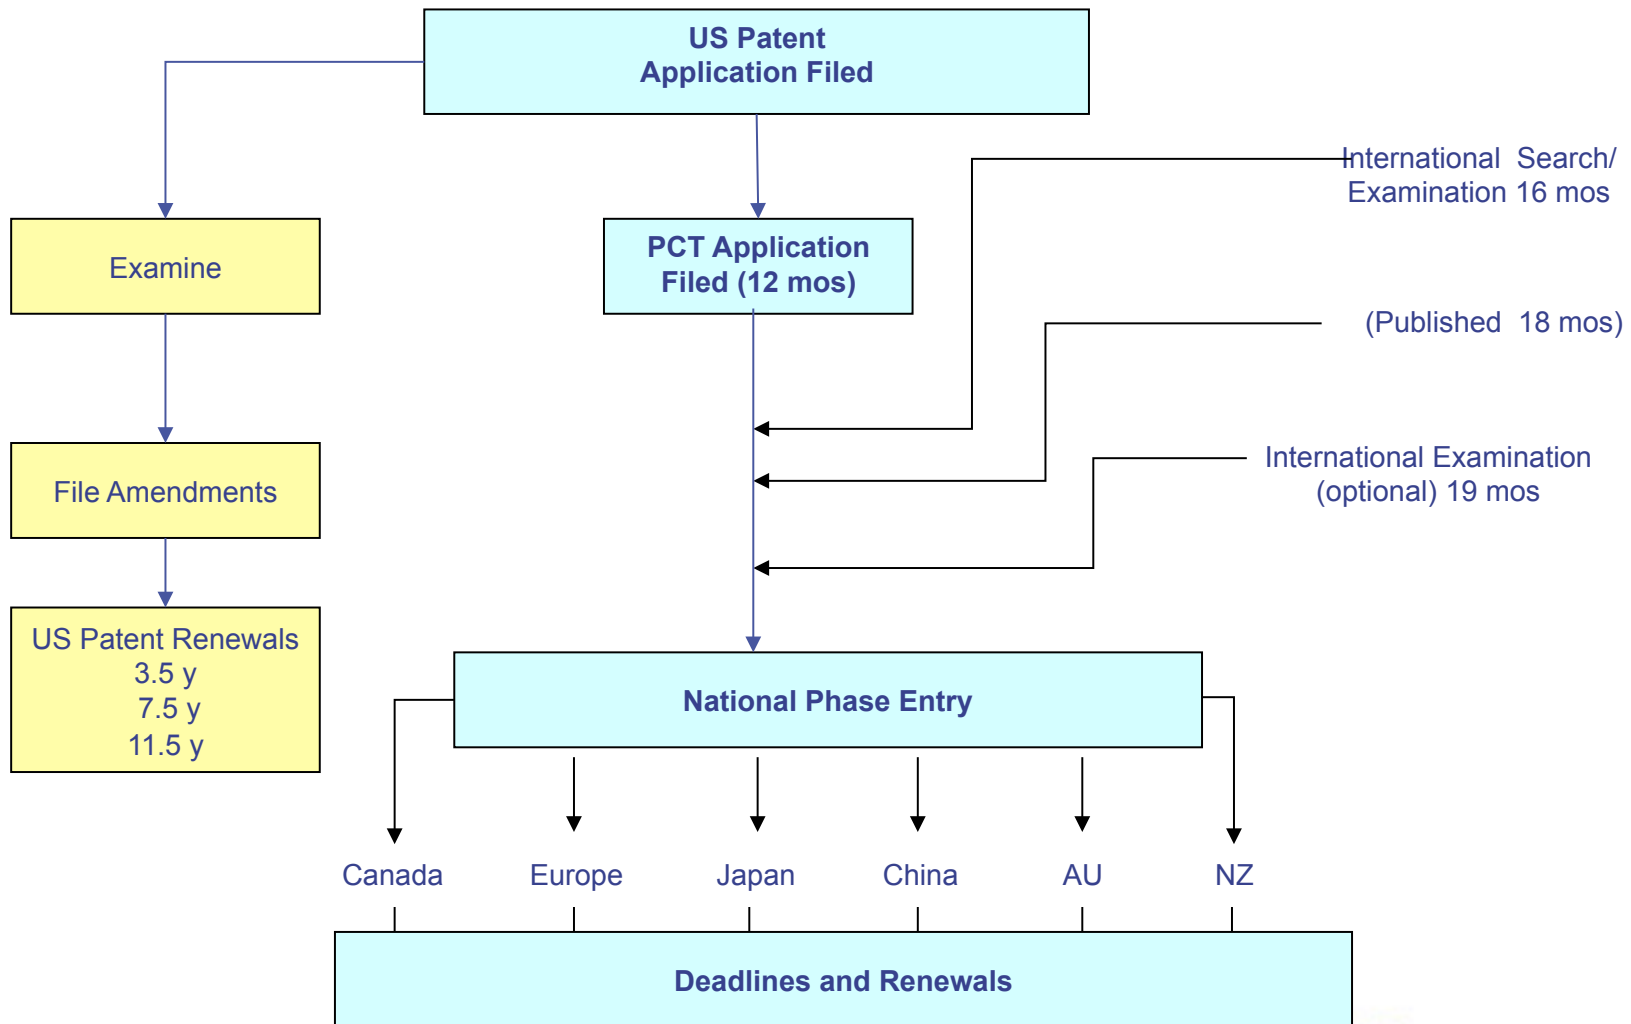 US Patent
Application Filed
International Search/
Examination 16 mos
Examine
PCT Application
Filed (12 mos)
(Published 18 mos)
File Amendments
International Examination
(optional) 19 mos
US Patent Renewals
3.5 y
7.5 y
11.5 y
National Phase Entry
Canada Europe Japan China AU NZ
Deadlines and Renewals